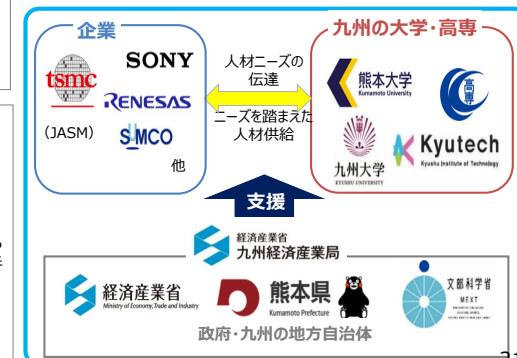 企業
tsmc
(JASM)
SONY
RENESAS
SUMCO
他
人材ニーズの
伝達
ニーズを踏まえた
人材供給
九州の大学・高専
熊本大学
Kumamoto University
高専
九州大学
KYUSHU UNIVERSITY
Kyutech
Kyushu Institute of Technology
支援
経済産業省
九州経済産業局
経済産業省
Ministry of Economy, Trade and Industry
熊本県
Kumamoto Prefecture
文部科学省
MEXT
政府・九州の地方自治体